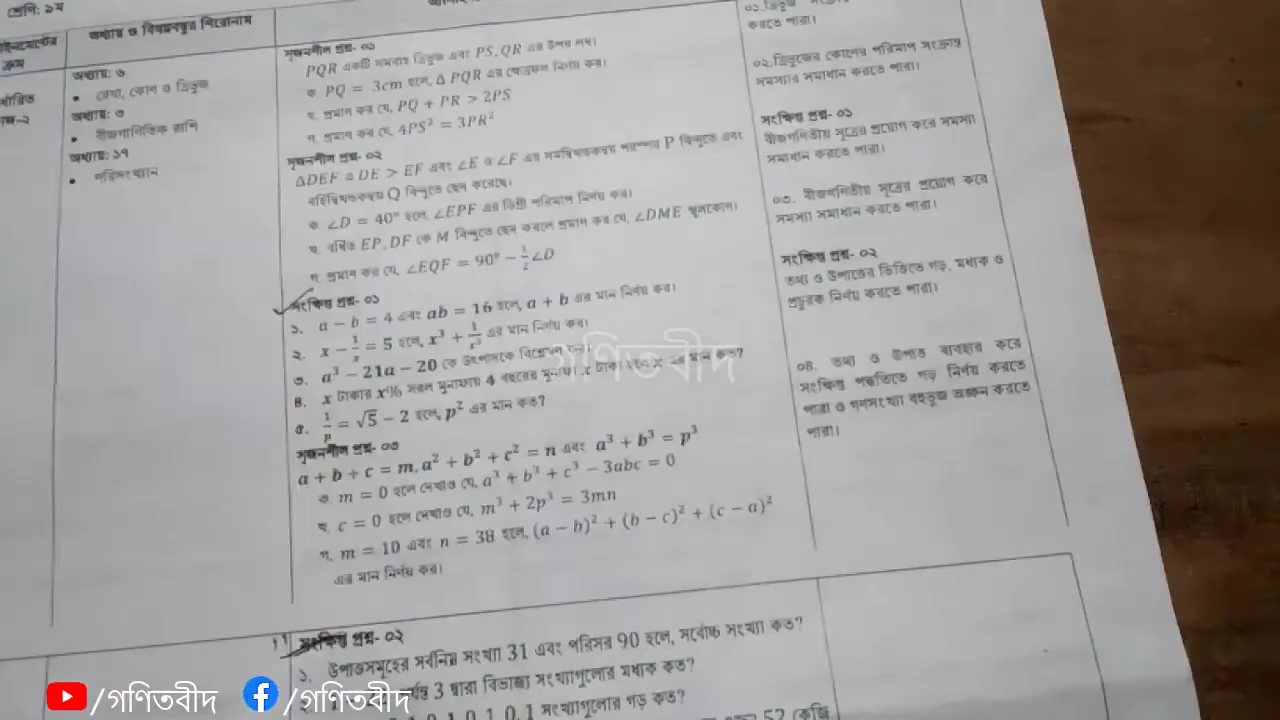 শ্রেণি: ৯ম
অধ্যায় ও বিষয়বস্তুর শিরোনাম
ক্রম
অধ্যায়: ৬
• রেখা, কোণ ও ত্রিভুজ
অধ্যায়: ৩
• বীজগাণিতিক রাশি
অধ্যায়: ১৭
• পরিসংখ্যান
সৃজনশীল প্রশ্ন- ০১
PQR একটি সমবাহু ত্রিভুজ এবং PS, QR এর উপর লম্ব।
ক. PQ = 3cm হলে, Δ PQR এর ক্ষেত্রফল নির্ণয় কর।
খ. প্রমাণ কর যে, PQ + PR > 2PS
গ. প্রমাণ কর যে, 4PS² = 3PR²
সৃজনশীল প্রশ্ন- ০২
ΔDEF এ DE > EF এবং ∠E ও ∠F এর সমদ্বিখন্ডকদ্বয় পরস্পর P বিন্দুতে এবং
বহিঃদ্বিখন্ডকদ্বয় Q বিন্দুতে ছেদ করেছে।
ক. ∠D = 40° হলে, ∠EPF এর ডিগ্রী পরিমাণ নির্ণয় কর।
খ. বর্ধিত EP, DF কে M বিন্দুতে ছেদ করলে প্রমাণ কর যে, ∠DME স্থূলকোণ।
গ. প্রমাণ কর যে, ∠EQF = 90° − 1/2 ∠D
সংক্ষিপ্ত প্রশ্ন- ০১
১. a − b = 4 এবং ab = 16 হলে, a + b এর মান নির্ণয় কর।
২. x − 1/x = 5 হলে, x³ + 1/x³ এর মান নির্ণয় কর।
৩. a³ − 21a − 20 কে উৎপাদকে বিশ্লেষণ কর।
৪. x টাকার x% সরল মুনাফায় 4 বছরের মুনাফা x টাকা হলে x এর মান কত?
৫. 1/p = √5 − 2 হলে, p² এর মান কত?
সৃজনশীল প্রশ্ন- ০৩
a + b + c = m, a² + b² + c² = n এবং a³ + b³ = p³
ক. m = 0 হলে দেখাও যে, a³ + b³ + c³ − 3abc = 0
খ. c = 0 হলে দেখাও যে, m³ + 2p³ = 3mn
গ. m = 10 এবং n = 38 হলে, (a − b)² + (b − c)² + (c − a)²
এর মান নির্ণয় কর।
করতে পারা।
০২. ত্রিভুজের কোণের পরিমাপ সংক্রান্ত
সমস্যার সমাধান করতে পারা।
সংক্ষিপ্ত প্রশ্ন- ০১
বীজগণিতীয় সূত্রের প্রয়োগ করে সমস্যা
সমাধান করতে পারা।
০৩. বীজগণিতীয় সূত্রের প্রয়োগ করে
সমস্যা সমাধান করতে পারা।
সংক্ষিপ্ত প্রশ্ন- ০২
তথ্য ও উপাত্তের ভিত্তিতে গড়, মধ্যক ও
প্রচুরক নির্ণয় করতে পারা।
০৪. তথ্য ও উপাত্ত ব্যবহার করে
সংক্ষিপ্ত পদ্ধতিতে গড় নির্ণয় করতে
পারা ও গণসংখ্যা বহুভুজ অঙ্কন করতে
পারা।
গণিতবীদ
সংক্ষিপ্ত প্রশ্ন- ০২
১. উপাত্তসমূহের সর্বনিম্ন সংখ্যা 31 এবং পরিসর 90 হলে, সর্বোচ্চ সংখ্যা কত?
3 দ্বারা বিভাজ্য সংখ্যাগুলোর মধ্যক কত?
0, 1 সংখ্যাগুলোর গড় কত?
52 কেজি
/গণিতবীদ /গণিতবীদ